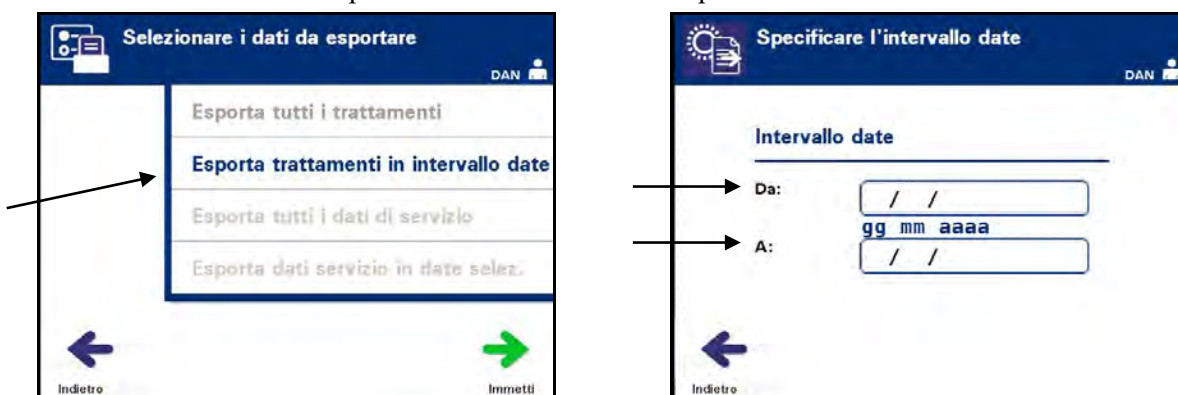 Selezionare i dati da esportare
DAN
Esporta tutti i trattamenti
Esporta trattamenti in intervallo date
Esporta tutti i dati di servizio
Esporta dati servizio in date selez.
Indietro
Immetti
Specificare l'intervallo date
DAN
Intervallo date
Da:
/ /
gg mm aaaa
A:
/ /
Indietro